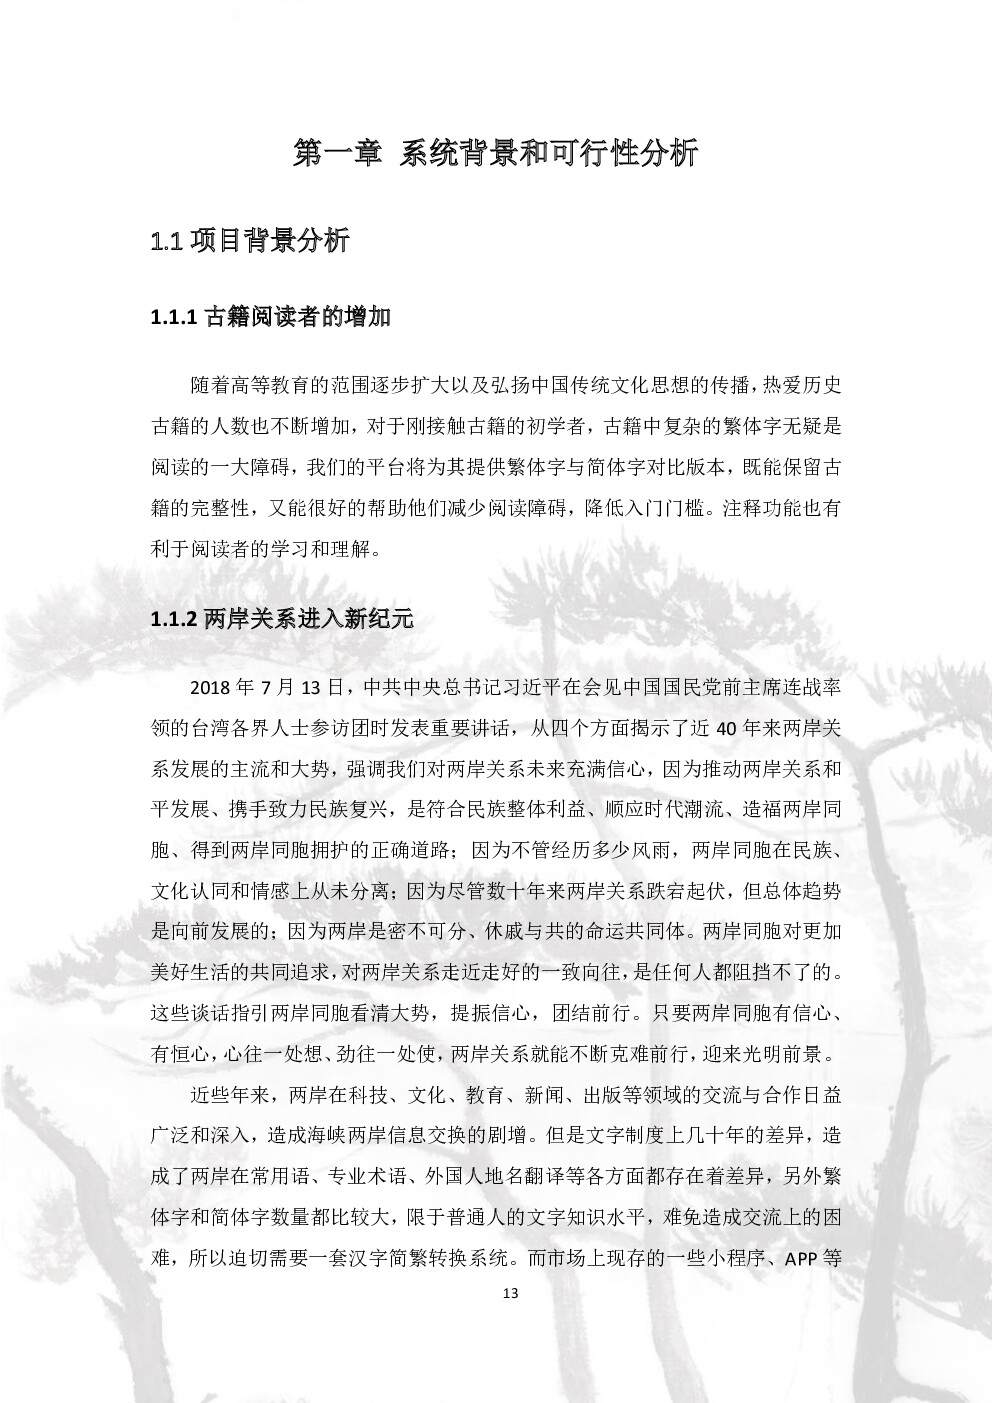 第一章 系统背景和可行性分析
1.1 项目背景分析
1.1.1 古籍阅读者的增加
随着高等教育的范围逐步扩大以及弘扬中国传统文化思想的传播，热爱历史
古籍的人数也不断增加，对于刚接触古籍的初学者，古籍中复杂的繁体字无疑是
阅读的一大障碍，我们的平台将为其提供繁体字与简体字对比版本，既能保留古
籍的完整性，又能很好的帮助他们减少阅读障碍，降低入门门槛。注释功能也有
利于阅读者的学习和理解。
1.1.2 两岸关系进入新纪元
2018 年 7 月 13 日，中共中央总书记习近平在会见中国国民党前主席连战率
领的台湾各界人士参访团时发表重要讲话，从四个方面揭示了近 40 年来两岸关
系发展的主流和大势，强调我们对两岸关系未来充满信心，因为推动两岸关系和
平发展、携手致力民族复兴，是符合民族整体利益、顺应时代潮流、造福两岸同
胞、得到两岸同胞拥护的正确道路；因为不管经历多少风雨，两岸同胞在民族、
文化认同和情感上从未分离；因为尽管数十年来两岸关系跌宕起伏，但总体趋势
是向前发展的；因为两岸是密不可分、休戚与共的命运共同体。两岸同胞对更加
美好生活的共同追求，对两岸关系走近走好的一致向往，是任何人都阻挡不了的。
这些谈话指引两岸同胞看清大势，提振信心，团结前行。只要两岸同胞有信心、
有恒心，心往一处想、劲往一处使，两岸关系就能不断克难前行，迎来光明前景。
近些年来，两岸在科技、文化、教育、新闻、出版等领域的交流与合作日益
广泛和深入，造成海峡两岸信息交换的剧增。但是文字制度上几十年的差异，造
成了两岸在常用语、专业术语、外国人地名翻译等各方面都存在着差异，另外繁
体字和简体字数量都比较大，限于普通人的文字知识水平，难免造成交流上的困
难，所以迫切需要一套汉字简繁转换系统。而市场上现存的一些小程序、APP 等
13